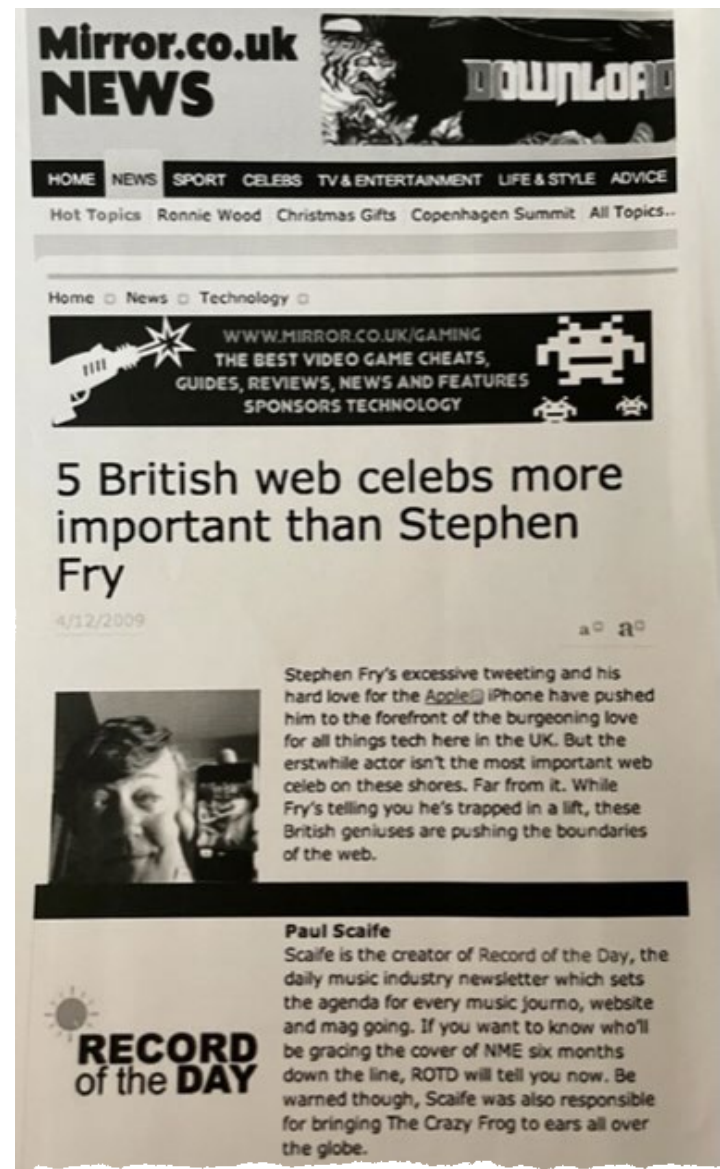 Mirror.co.uk
NEWS
DOWNLOAD
HOME NEWS SPORT CELEBS TV & ENTERTAINMENT LIFE & STYLE ADVICE
Hot Topics Ronnie Wood Christmas Gifts Copenhagen Summit All Topics..
Home News Technology
WWW.MIRROR.CO.UK/GAMING
THE BEST VIDEO GAME CHEATS,
GUIDES, REVIEWS, NEWS AND FEATURES
SPONSORS TECHNOLOGY
5 British web celebs more
important than Stephen
Fry
4/12/2009
a a
Stephen Fry's excessive tweeting and his
hard love for the Apple iPhone have pushed
him to the forefront of the burgeoning love
for all things tech here in the UK. But the
erstwhile actor isn't the most important web
celeb on these shores. Far from it. While
Fry's telling you he's trapped in a lift, these
British geniuses are pushing the boundaries
of the web.
RECORD
of the DAY
Paul Scaife
Scaife is the creator of Record of the Day, the
daily music industry newsletter which sets
the agenda for every music journo, website
and mag going. If you want to know who'll
be gracing the cover of NME six months
down the line, ROTD will tell you now. Be
warned though, Scaife was also responsible
for bringing The Crazy Frog to ears all over
the globe.